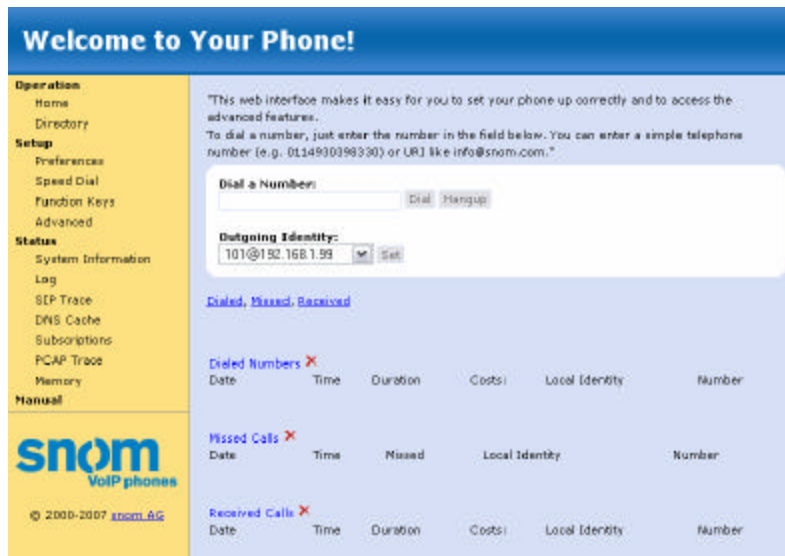 Welcome to Your Phone!
Operation
Home
Directory
Setup
Preferences
Speed Dial
Function Keys
Advanced
Status
System Information
Log
SIP Trace
DNS Cache
Subscriptions
PCAP Trace
Memory
Manual
snom
VoIP phones
© 2000-2007 snom AG
"This web interface makes it easy for you to set your phone up correctly and to access the
advanced features.
To dial a number, just enter the number in the field below. You can enter a simple telephone
number (e.g. 0114930398330) or URI like info@snom.com."
Dial a Number:
Dial Hangup
Outgoing Identity:
101@192.168.1.99 Set
Dialed, Missed, Received
Dialed Numbers
Date Time Duration Costs: Local Identity Number
Missed Calls
Date Time Missed Local Identity Number
Received Calls
Date Time Duration Costs: Local Identity Number